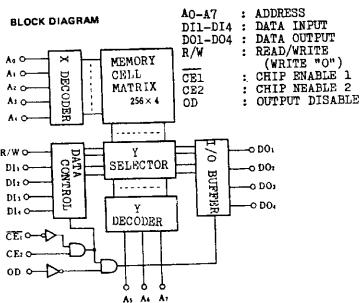 BLOCK DIAGRAM
A0-A7 : ADDRESS
DI1-DI4 : DATA INPUT
DO1-DO4 : DATA OUTPUT
R/W : READ/WRITE
(WRITE "0")
CE1 : CHIP ENABLE 1
CE2 : CHIP NEABLE 2
OD : OUTPUT DISABLE
A0
A1
A2
A3
A4
X DECODER
MEMORY
CELL
MATRIX
256 × 4
R/W
DI1
DI2
DI3
DI4
DATA CONTROL
Y
SELECTOR
Y
DECODER
I/O BUFFER
DO1
DO2
DO3
DO4
CE1
CE2
OD
A5 A6 A7